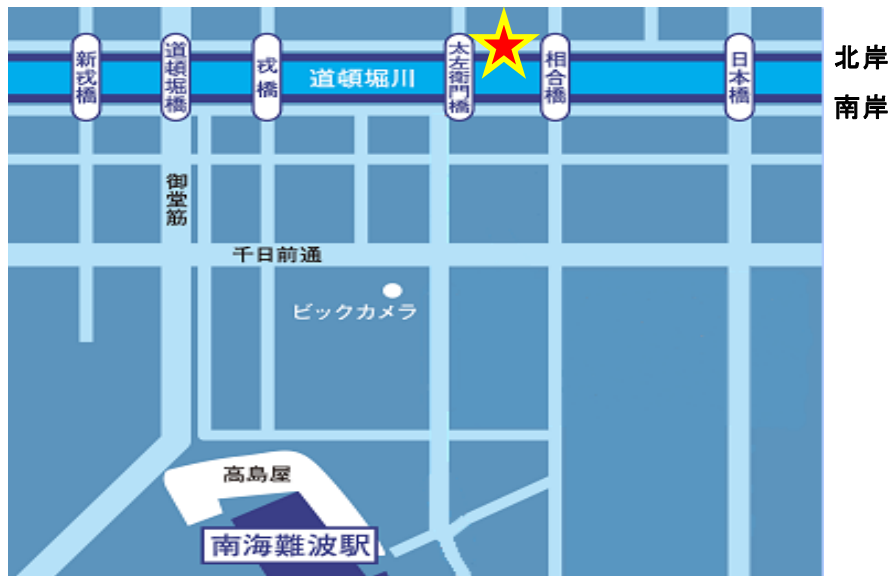 新戎橋
道頓堀橋
戎橋
道頓堀川
太左衛門橋
相合橋
日本橋
北岸
南岸
御堂筋
千日前通
ビックカメラ
高島屋
南海難波駅